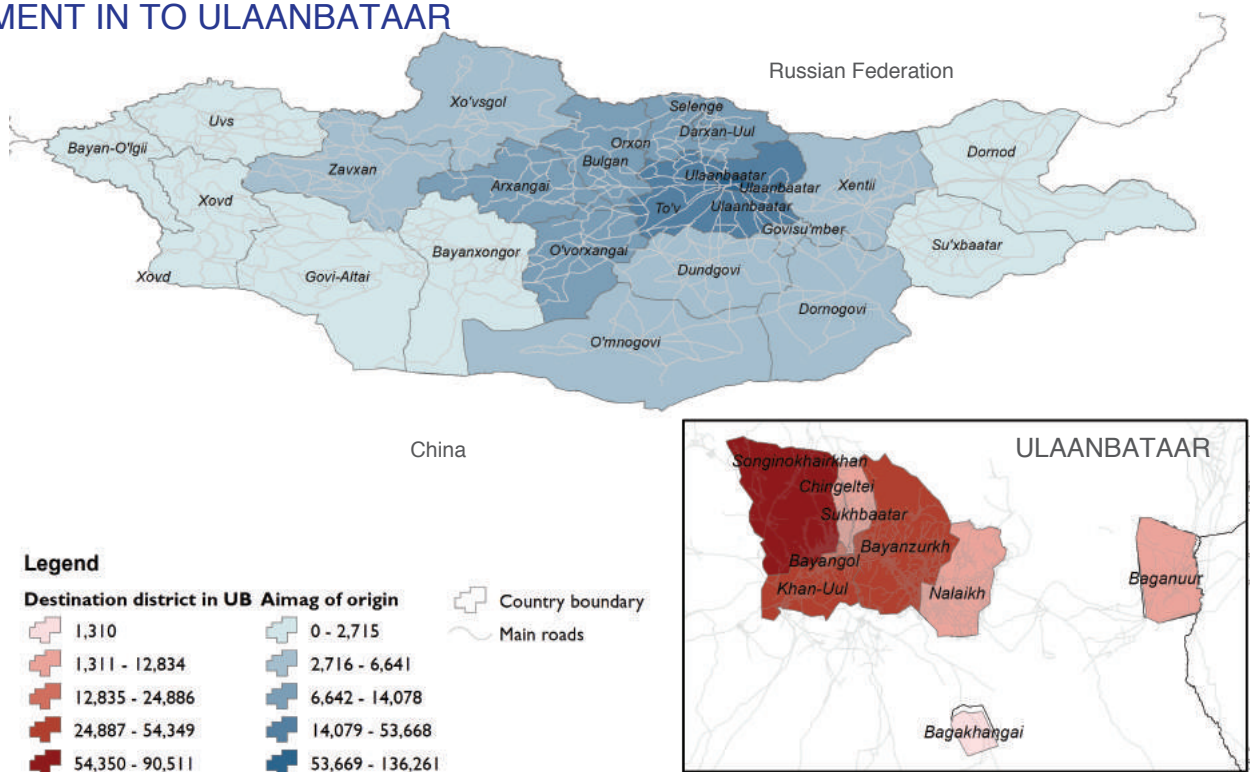 MENT IN TO ULAANBATAAR
Russian Federation
Xo'vsgol
Selenge
Uvs
Darxan-Uul
Orxon
Bayan-O'lgii
Dornod
Bulgan
Zavxan
Ulaanbaatar
Arxangai
Ulaanbaatar
Xentii
Xovd
To'v
Ulaanbaatar
Govisu'mber
Su'xbaatar
Bayanxongor
O'vorxangai
Dundgovi
Xovd
Govi-Altai
Dornogovi
O'mnogovi
China
ULAANBATAAR
Songinokhairkhan
Chingeltei
Sukhbaatar
Bayanzurkh
Bayangol
Baganuur
Khan-Uul
Nalaikh
Bagakhangai
Legend
Destination district in UB
1,310
1,311 - 12,834
12,835 - 24,886
24,887 - 54,349
54,350 - 90,511
Aimag of origin
0 - 2,715
2,716 - 6,641
6,642 - 14,078
14,079 - 53,668
53,669 - 136,261
Country boundary
Main roads